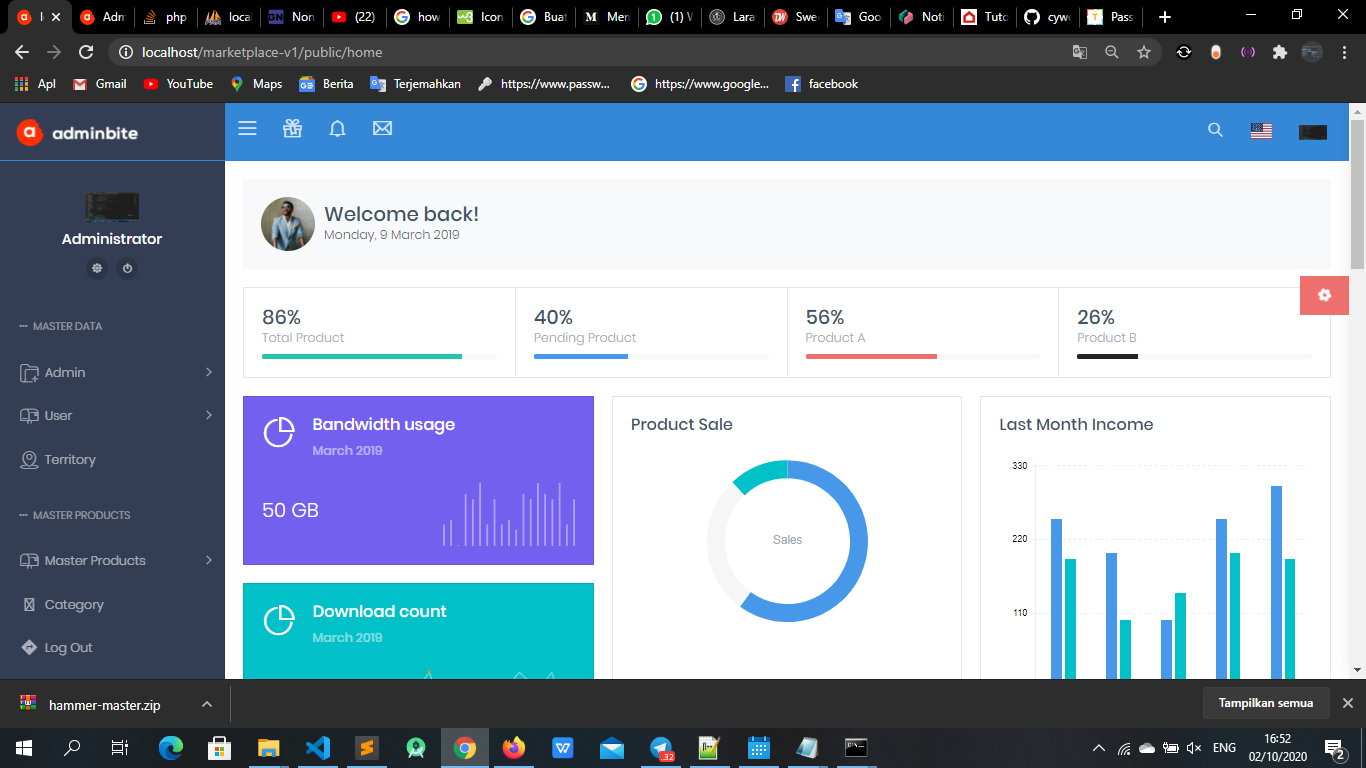 Adm
php
loca
Non
(22)
how
Icon
Buat
Men
(1) W
Lara
Swe
Goo
Noti
Tuto
cywe
Pass
localhost/marketplace-v1/public/home
Apl
Gmail
YouTube
Maps
Berita
Terjemahkan
https://www.passw...
https://www.google...
facebook
adminbite
Administrator
MASTER DATA
Admin
User
Territory
MASTER PRODUCTS
Master Products
Category
Log Out
Welcome back!
Monday, 9 March 2019
86%
Total Product
40%
Pending Product
56%
Product A
26%
Product B
Bandwidth usage
March 2019
50 GB
Download count
March 2019
Product Sale
Sales
Last Month Income
330
220
110
hammer-master.zip
Tampilkan semua
.32
ENG
16:52
02/10/2020
2